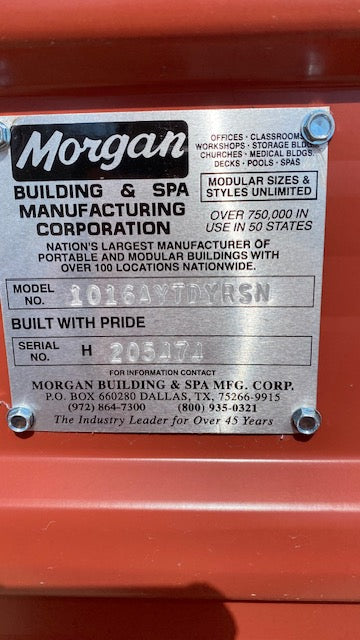 Morgan
OFFICES · CLASSROOMS
WORKSHOPS · STORAGE BLDG
CHURCHES · MEDICAL BLDGS.
DECKS · POOLS · SPAS
MODULAR SIZES &
STYLES UNLIMITED
BUILDING & SPA
MANUFACTURING
CORPORATION
OVER 750,000 IN
USE IN 50 STATES
NATION'S LARGEST MANUFACTURER OF
PORTABLE AND MODULAR BUILDINGS WITH
OVER 100 LOCATIONS NATIONWIDE.
MODEL NO. 1016AYTDYRSN
BUILT WITH PRIDE
SERIAL NO. H 205474
FOR INFORMATION CONTACT
MORGAN BUILDING & SPA MFG. CORP.
P.O. BOX 660280 DALLAS, TX, 75266-9915
(972) 864-7300 (800) 935-0321
The Industry Leader for Over 45 Years